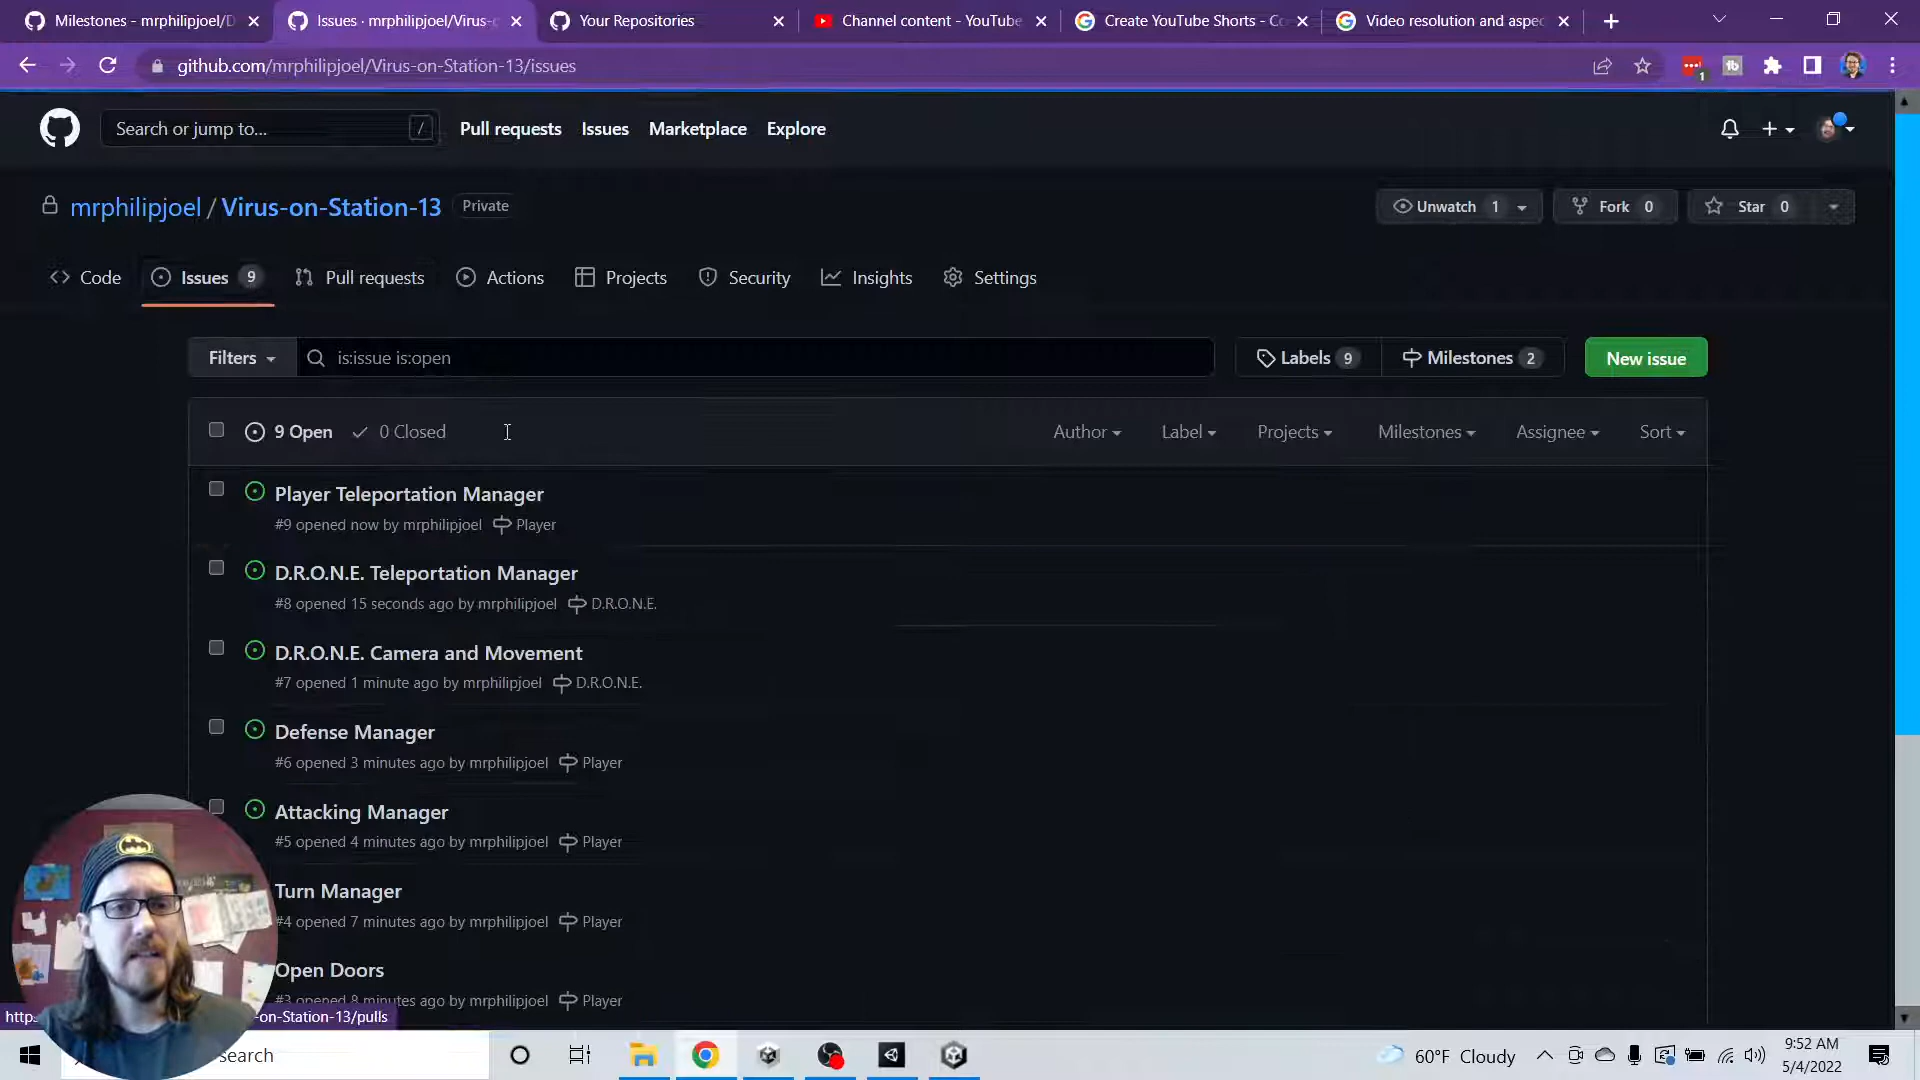 Milestones - mrphilipjoel/D
Issues · mrphilipjoel/Virus-
Your Repositories
Channel content - YouTube
Create YouTube Shorts - Co
Video resolution and aspec
github.com/mrphilipjoel/Virus-on-Station-13/issues
1
Search or jump to...
/
Pull requests
Issues
Marketplace
Explore
mrphilipjoel / Virus-on-Station-13
Private
Unwatch 1
Fork 0
Star 0
Code
Issues 9
Pull requests
Actions
Projects
Security
Insights
Settings
Filters
is:issue is:open
Labels 9
Milestones 2
New issue
9 Open
0 Closed
Author
Label
Projects
Milestones
Assignee
Sort
Player Teleportation Manager
#9 opened now by mrphilipjoel Player
D.R.O.N.E. Teleportation Manager
#8 opened 15 seconds ago by mrphilipjoel D.R.O.N.E.
D.R.O.N.E. Camera and Movement
#7 opened 1 minute ago by mrphilipjoel D.R.O.N.E.
Defense Manager
#6 opened 3 minutes ago by mrphilipjoel Player
Attacking Manager
#5 opened 4 minutes ago by mrphilipjoel Player
Turn Manager
#4 opened 7 minutes ago by mrphilipjoel Player
Open Doors
#3 opened 8 minutes ago by mrphilipjoel Player
http
-on-Station-13/pulls
search
60°F Cloudy
9:52 AM
5/4/2022